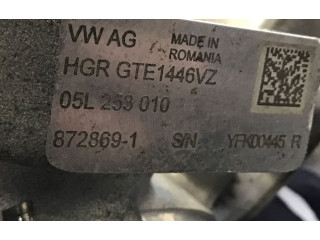 VW AG MADE IN
ROMANIA
HGR GTE1446VZ
05L 253 010
872869-1 S/N YFK00445 R